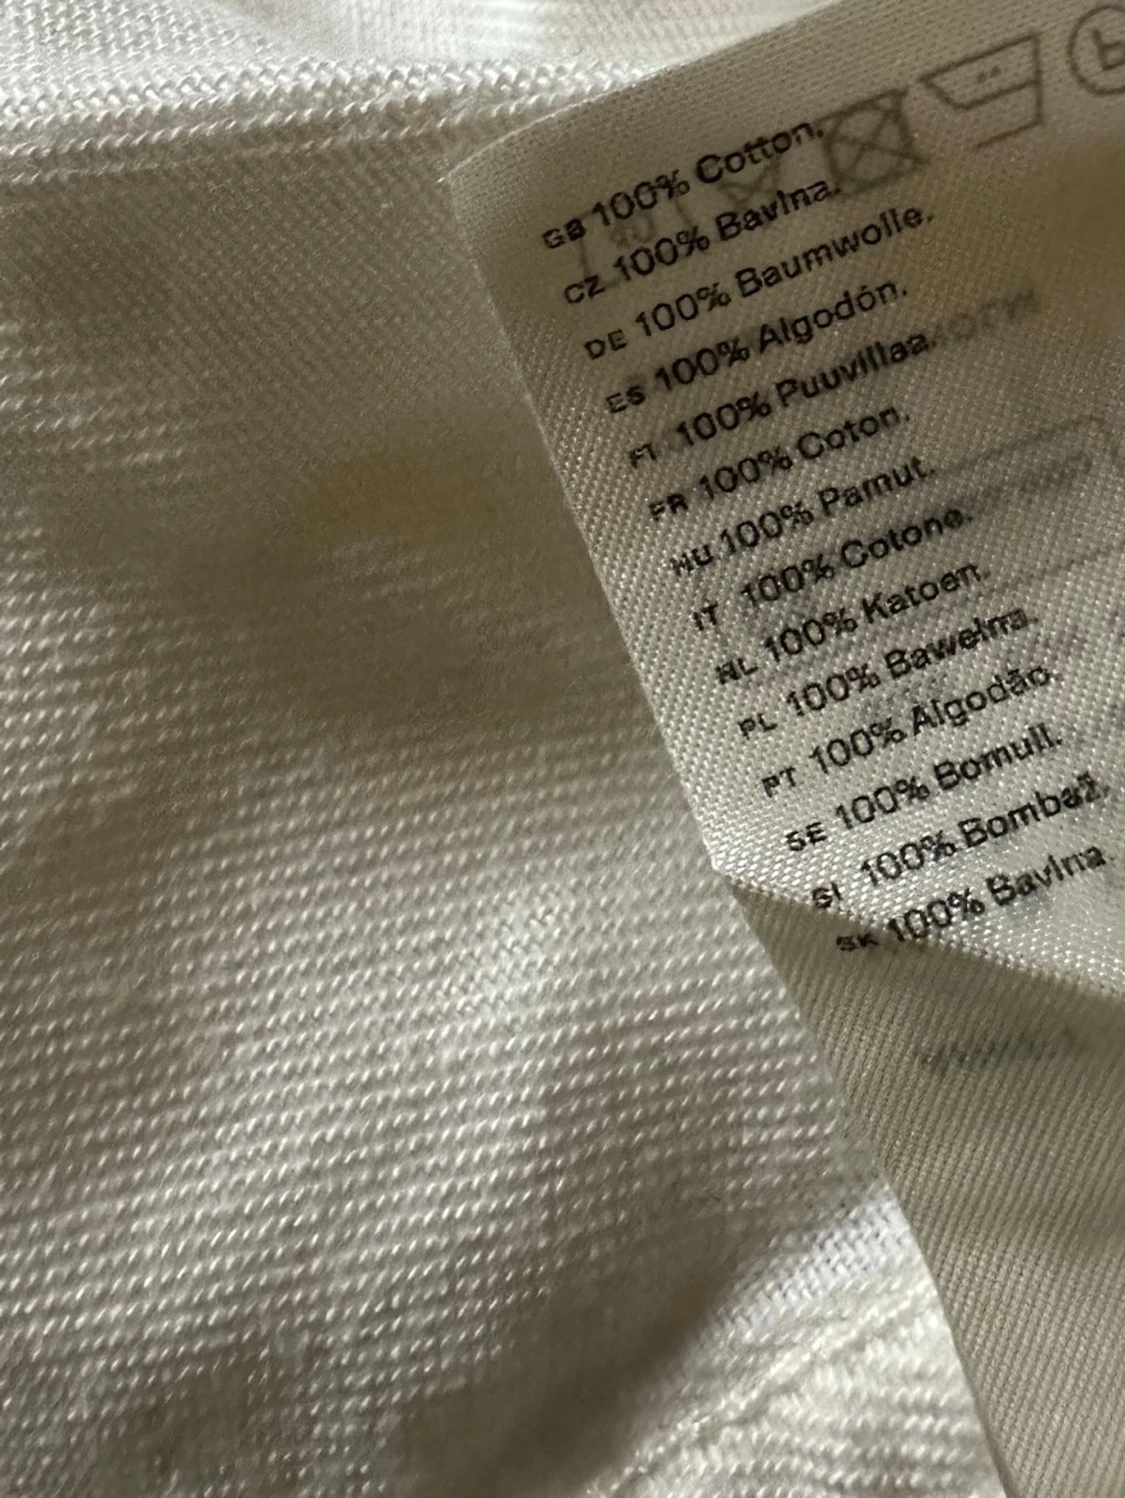 GB 100% Cotton.
CZ 100% Bavlna.
DE 100% Baumwolle.
ES 100% Algodón.
FI 100% Puuvillaa.
FR 100% Coton.
HU 100% Pamut.
IT 100% Cotone.
NL 100% Katoen.
PL 100% Bawełna.
PT 100% Algodão.
SE 100% Bomull.
SI 100% Bombaž.
SK 100% Bavlna.